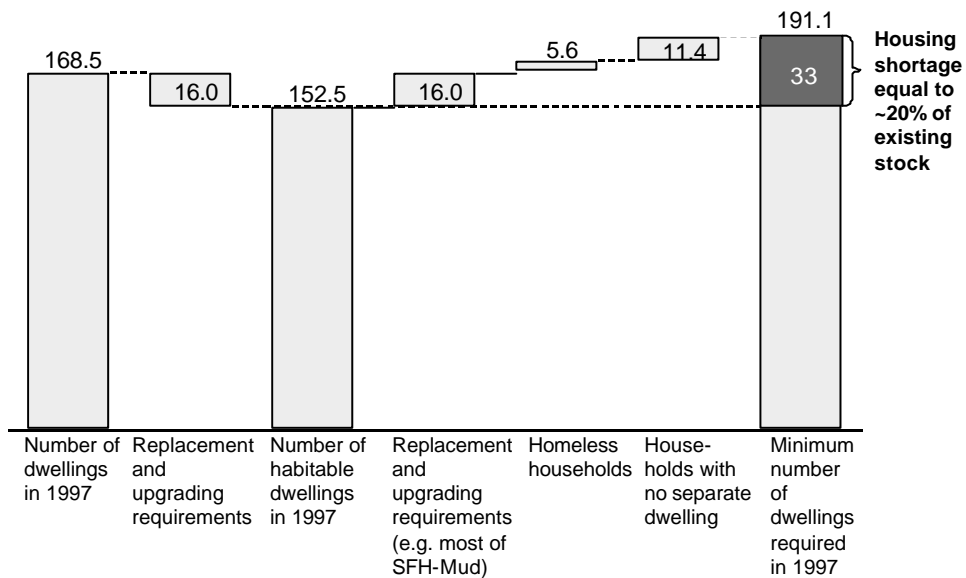 168.5
16.0
152.5
16.0
5.6
11.4
191.1
33
Housing
shortage
equal to
~20% of
existing
stock
Number of
dwellings
in 1997
Replacement
and
upgrading
requirements
Number of
habitable
dwellings
in 1997
Replacement
and
upgrading
requirements
(e.g. most of
SFH-Mud)
Homeless
households
House-
holds with
no separate
dwelling
Minimum
number
of
dwellings
required
in 1997